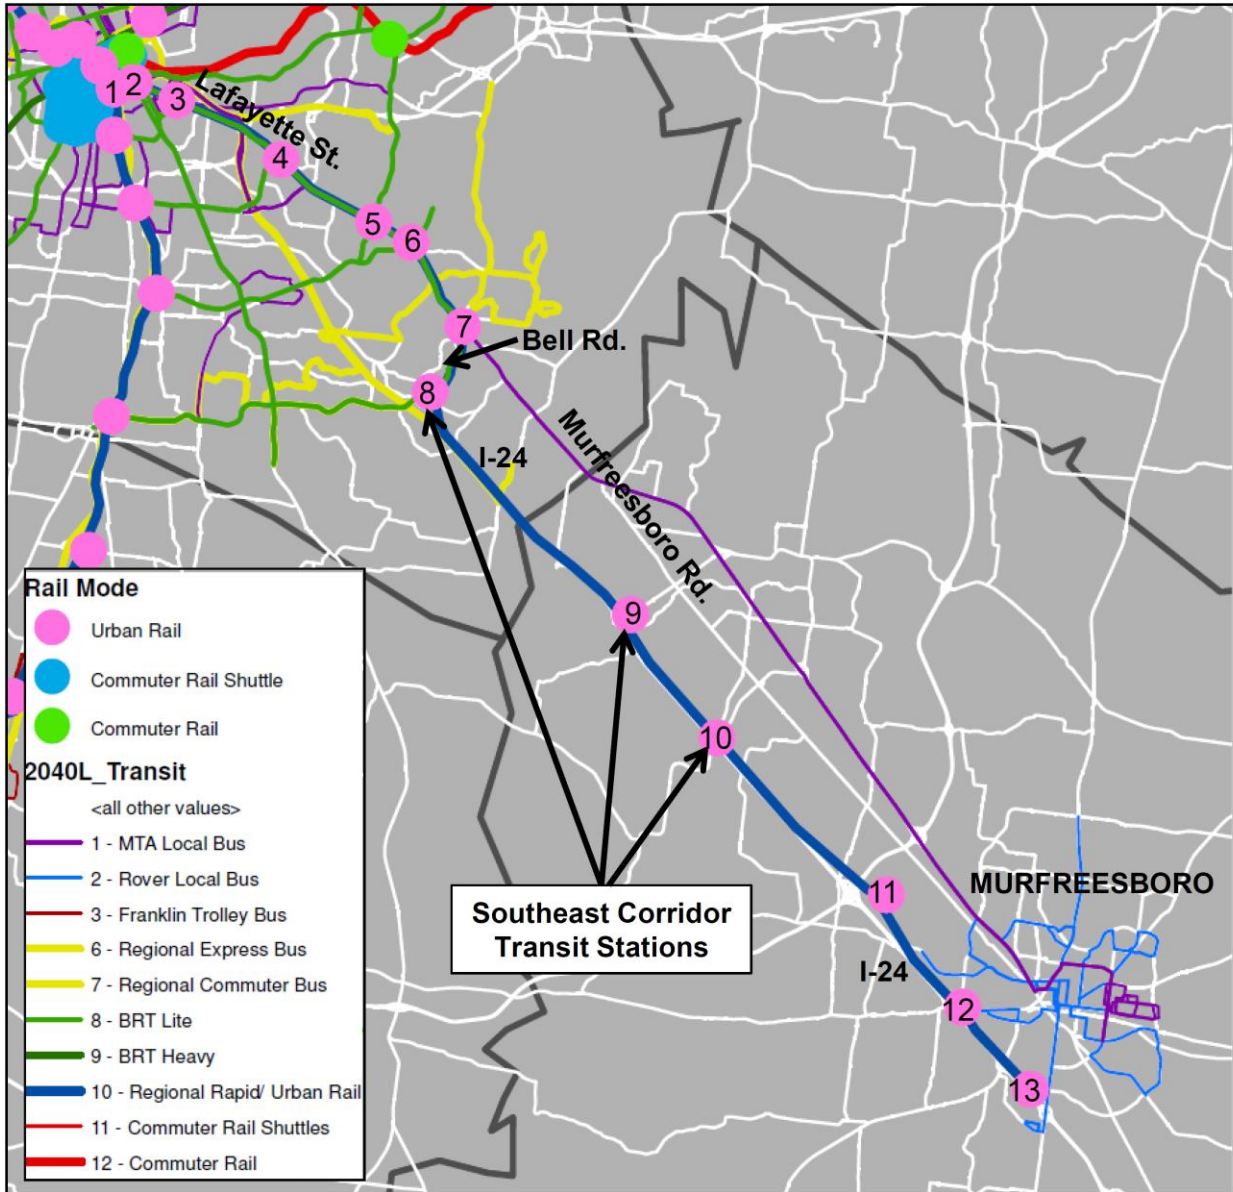 1
2
3
Lafayette St.
4
5
6
7
Bell Rd.
8
I-24
Murfreesboro Rd.
9
10
11
MURFREESBORO
I-24
12
13
Southeast Corridor
Transit Stations
Rail Mode
Urban Rail
Commuter Rail Shuttle
Commuter Rail
2040L_Transit
<all other values>
1 - MTA Local Bus
2 - Rover Local Bus
3 - Franklin Trolley Bus
6 - Regional Express Bus
7 - Regional Commuter Bus
8 - BRT Lite
9 - BRT Heavy
10 - Regional Rapid/ Urban Rail
11 - Commuter Rail Shuttles
12 - Commuter Rail